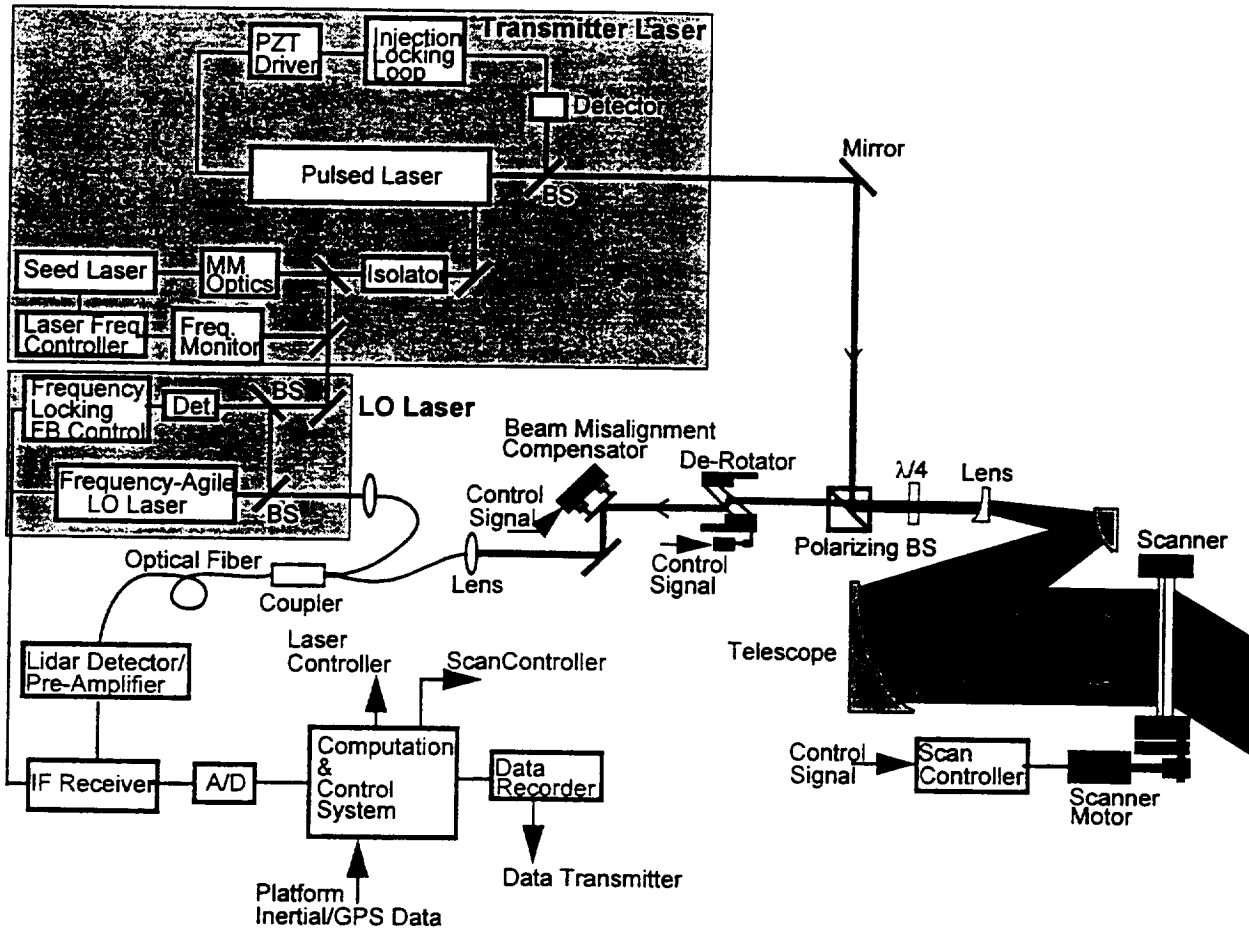 Transmitter Laser
PZT
Driver
Injection
Locking
Loop
Detector
Mirror
Pulsed Laser
BS
Seed Laser
MM
Optics
Isolator
Laser Freq
Controller
Freq.
Monitor
Frequency
Locking
FB Control
Det.
BS
LO Laser
Frequency-Agile
LO Laser
BS
Beam Misalignment
Compensator
De-Rotator
λ/4
Lens
Control
Signal
Polarizing BS
Scanner
Control
Signal
Optical Fiber
Coupler
Lens
Laser
Controller
ScanController
Telescope
Lidar Detector/
Pre-Amplifier
Computation
&
Control
System
Data
Recorder
IF Receiver
A/D
Control
Signal
Scan
Controller
Scanner
Motor
Data Transmitter
Platform
Inertial/GPS Data